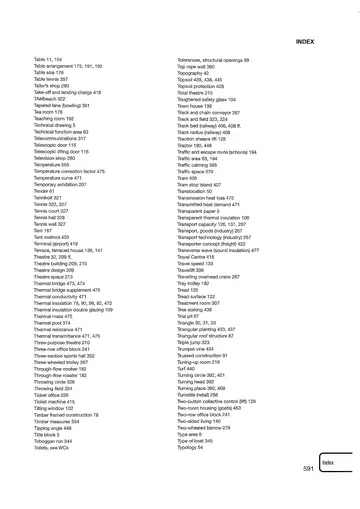 INDEX
Table 11, 154
Table arrangement 175, 191, 192
Table size 176
Table tennis 357
Tailor's shop 280
Take-off and landing charge 418
TAMbeach 322
Tapered lane (bowling) 361
Tea room 178
Teaching room 192
Technical drawing 5
Technical function area 63
Telecommunications 317
Telescopic door 116
Telescopic lifting door 116
Television shop 280
Temperature 556
Temperature correction factor 475
Temperature curve 471
Temporary exhibition 207
Tender 61
Tennikoit 321
Tennis 322, 327
Tennis court 327
Tennis hall 328
Tennis wall 327
Tent 187
Tent method 433
Terminal (airport) 419
Terrace, terraced house 139, 141
Theatre 32, 209 ff.
Theatre building 209, 210
Theatre design 209
Theatre space 213
Thermal bridge 473, 474
Thermal bridge supplement 475
Thermal conductivity 471
Thermal insulation 78, 90, 99, 92, 472
Thermal insulation double glazing 109
Thermal mass 475
Thermal pool 374
Thermal resistance 471
Thermal transmittance 471, 475
Three-purpose theatre 210
Three-row office block 241
Three-section sports hall 352
Three-wheeled trolley 267
Through-flow cooker 182
Through-flow roaster 182
Throwing circle 326
Throwing field 324
Ticket office 226
Ticket machine 415
Tilting window 102
Timber framed construction 78
Timber measures 554
Tipping angle 446
Title block 5
Toboggan run 344
Toilets, see WCs
Tolerances, structural openings 99
Top rope wall 360
Topography 42
Topsoil 428, 438, 445
Topsoil protection 428
Total theatre 210
Toughened safety glass 104
Town house 139
Track and chain conveyor 267
Track and field 323, 324
Track bed (railway) 406, 408 ff.
Track radius (railway) 408
Traction sheave lift 128
Tractor 190, 446
Traffic and escape route (schools) 194
Traffic area 63, 194
Traffic calming 385
Traffic space 379
Tram 406
Tram stop island 407
Translocation 50
Transmission heat loss 475
Transmitted heat demand 471
Transparent paper 5
Transparent thermal insulation 106
Transport capacity 126, 131, 267
Transport, goods (industry) 267
Transport technology (industry) 267
Transporter concept (freight) 422
Transverse wave (sound insulation) 477
Travel Centre 416
Travel speed 133
Travellift 338
Travelling overhead crane 267
Tray trolley 182
Tread 120
Tread surface 122
Treatment room 307
Tree staking 438
Trial pit 67
Triangle 30, 31, 33
Triangular planting 433, 437
Triangular roof structure 87
Triple jump 323
Trumpet vine 434
Trussed construction 91
Tuning-up room 216
Turf 440
Turning circle 392, 401
Turning head 392
Turning place 392, 409
Turnstile (retail) 256
Two-button collective control (lift) 129
Two-room housing (goats) 453
Two-row office block 241
Two-sided living 140
Two-wheeled barrow 279
Type area 6
Type of boat 345
Typology 54
591
Index